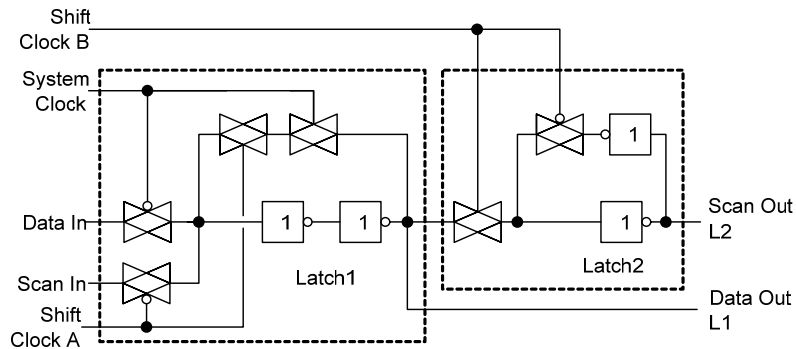 Shift
Clock B
System
Clock
1
Data In
1
1
1
Scan Out
L2
Latch1
Latch2
Scan In
Data Out
L1
Shift
Clock A